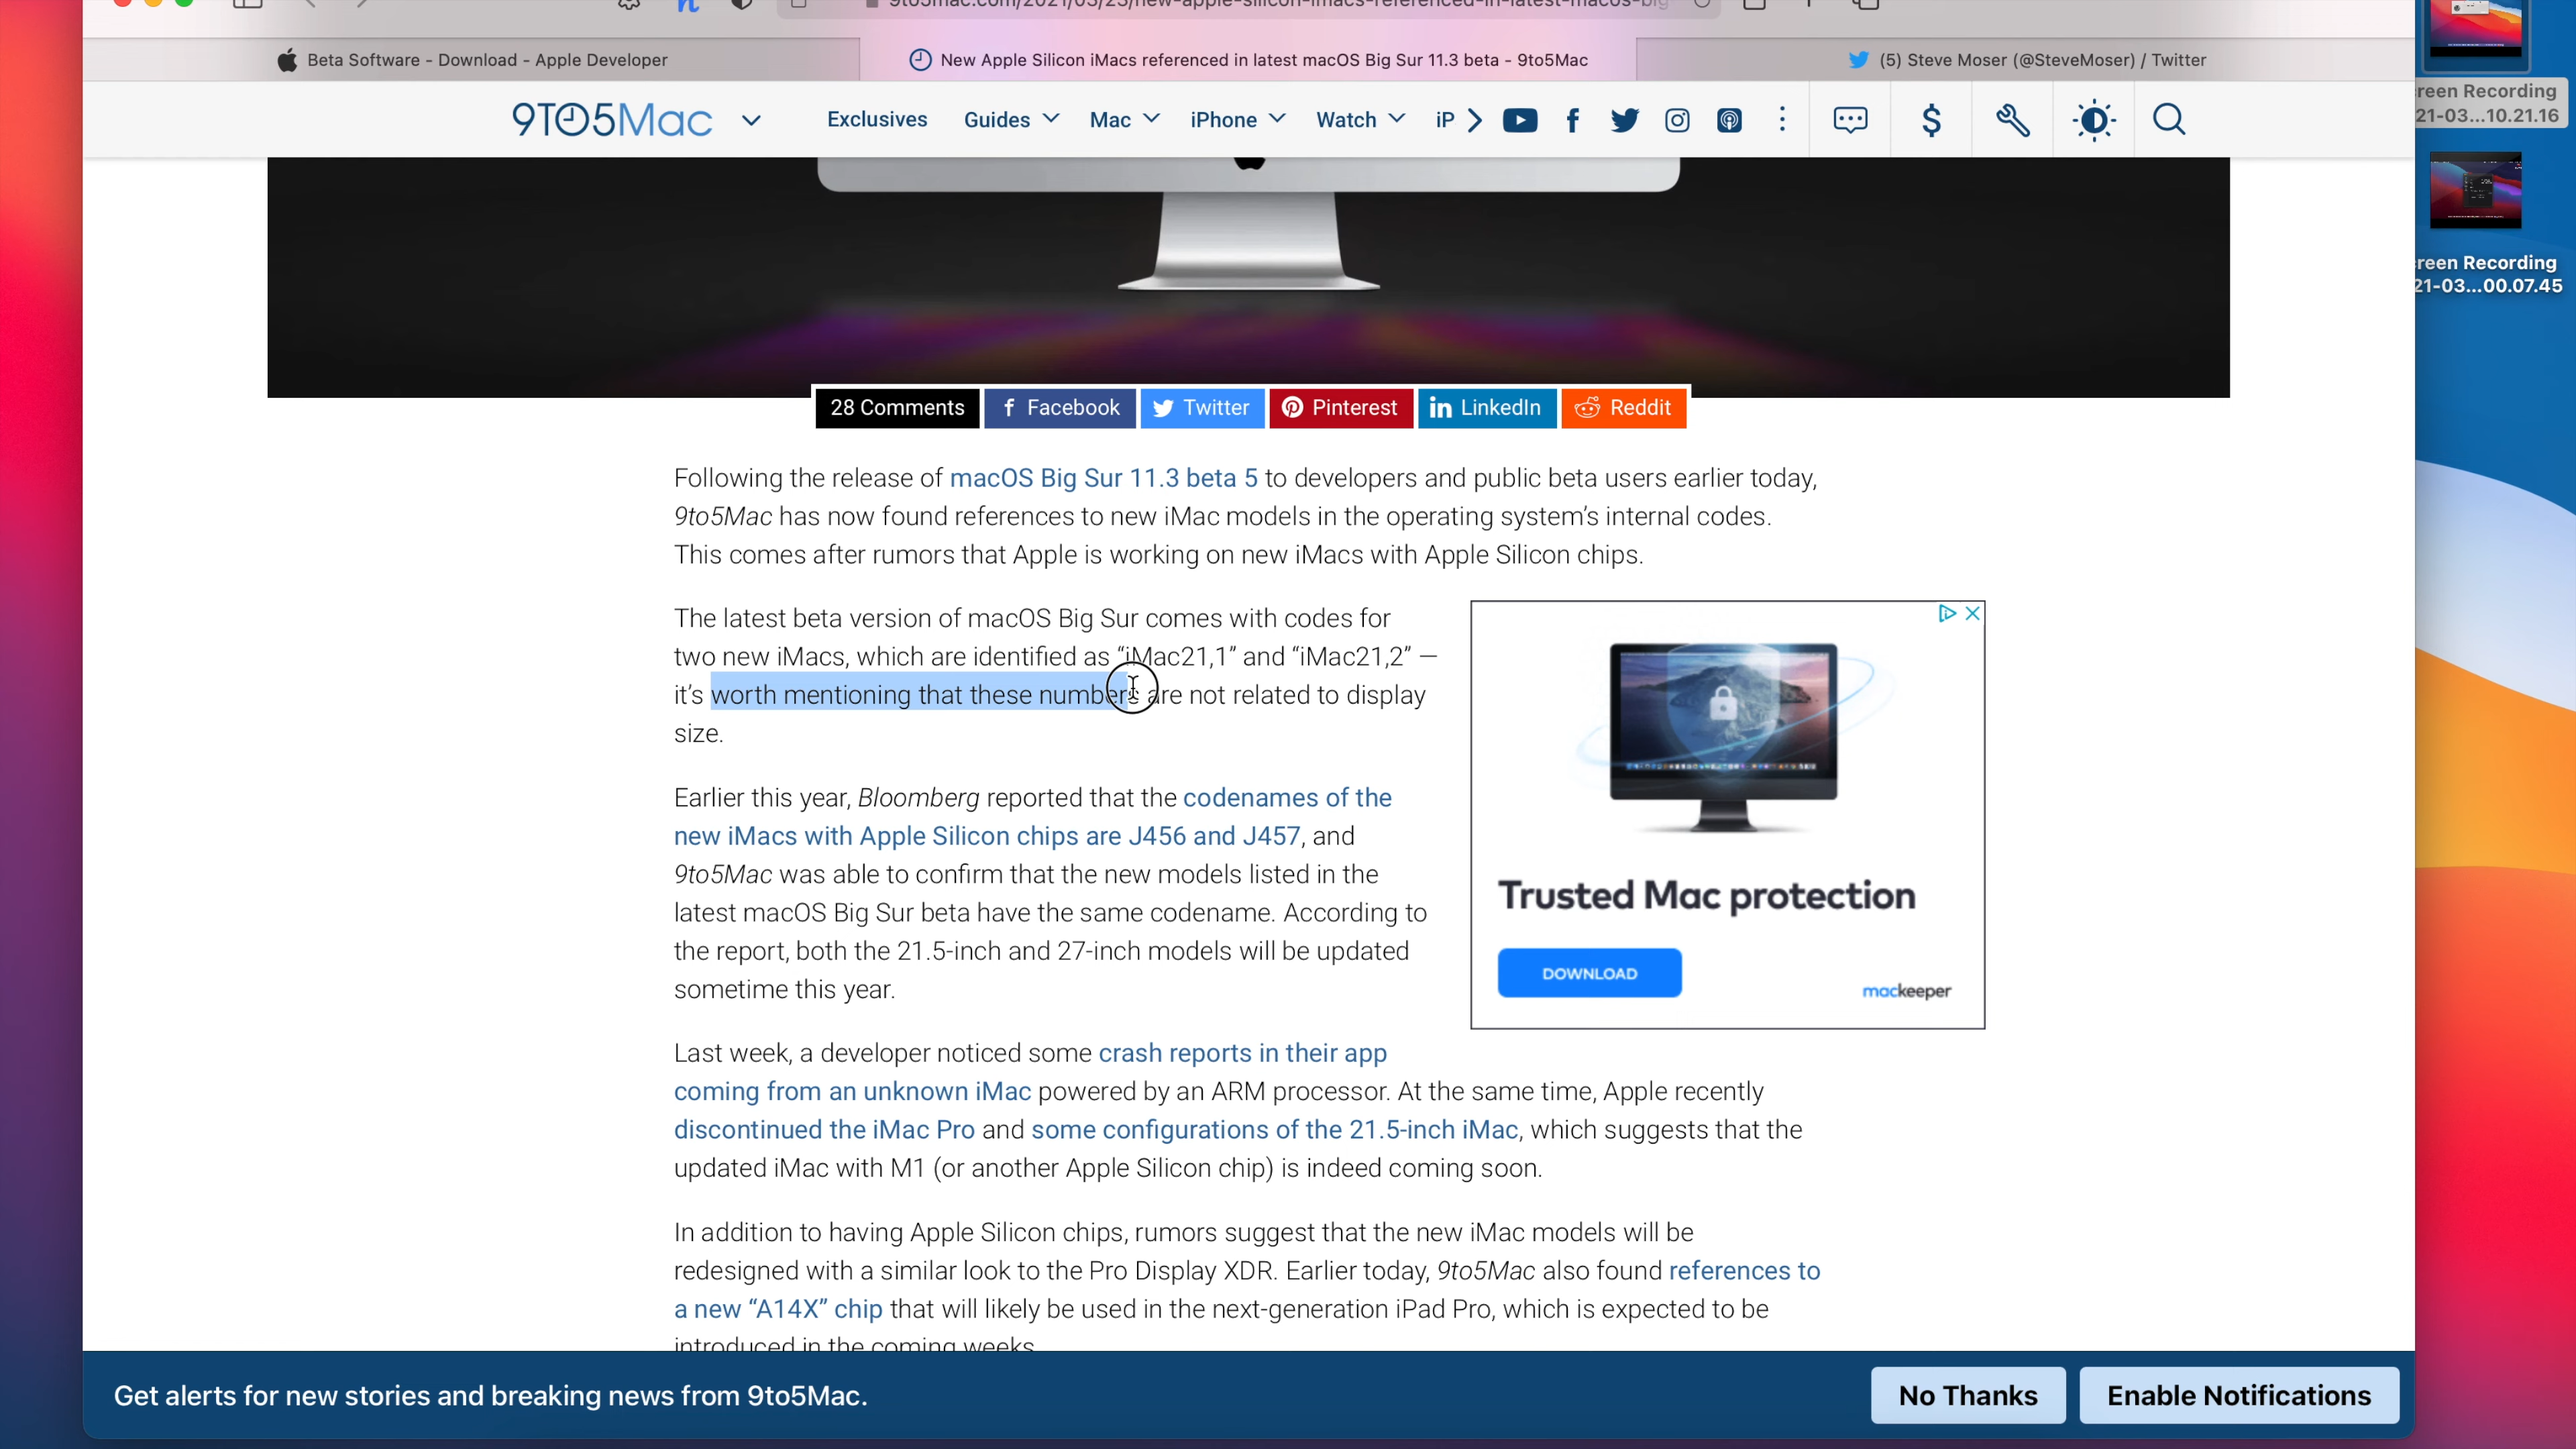 9to5mac.com/2021/03/23/new-apple-silicon-imacs-referenced-in-latest-macos-big
Beta Software - Download - Apple Developer
New Apple Silicon iMacs referenced in latest macOS Big Sur 11.3 beta - 9to5Mac
(5) Steve Moser (@SteveMoser) / Twitter
9TO5Mac
Exclusives
Guides
Mac
iPhone
Watch
iP
reen Recording
21-03...10.21.16
reen Recording
21-03...00.07.45
28 Comments
Facebook
Twitter
Pinterest
LinkedIn
Reddit
Following the release of macOS Big Sur 11.3 beta 5 to developers and public beta users earlier today,
9to5Mac has now found references to new iMac models in the operating system’s internal codes.
This comes after rumors that Apple is working on new iMacs with Apple Silicon chips.
The latest beta version of macOS Big Sur comes with codes for
two new iMacs, which are identified as “iMac21,1” and “iMac21,2” —
it’s worth mentioning that these numbers are not related to display
size.
Earlier this year, Bloomberg reported that the codenames of the
new iMacs with Apple Silicon chips are J456 and J457, and
9to5Mac was able to confirm that the new models listed in the
latest macOS Big Sur beta have the same codename. According to
the report, both the 21.5-inch and 27-inch models will be updated
sometime this year.
Trusted Mac protection
DOWNLOAD
mackeeper
Last week, a developer noticed some crash reports in their app
coming from an unknown iMac powered by an ARM processor. At the same time, Apple recently
discontinued the iMac Pro and some configurations of the 21.5-inch iMac, which suggests that the
updated iMac with M1 (or another Apple Silicon chip) is indeed coming soon.
In addition to having Apple Silicon chips, rumors suggest that the new iMac models will be
redesigned with a similar look to the Pro Display XDR. Earlier today, 9to5Mac also found references to
a new “A14X” chip that will likely be used in the next-generation iPad Pro, which is expected to be
introduced in the coming weeks.
Get alerts for new stories and breaking news from 9to5Mac.
No Thanks
Enable Notifications